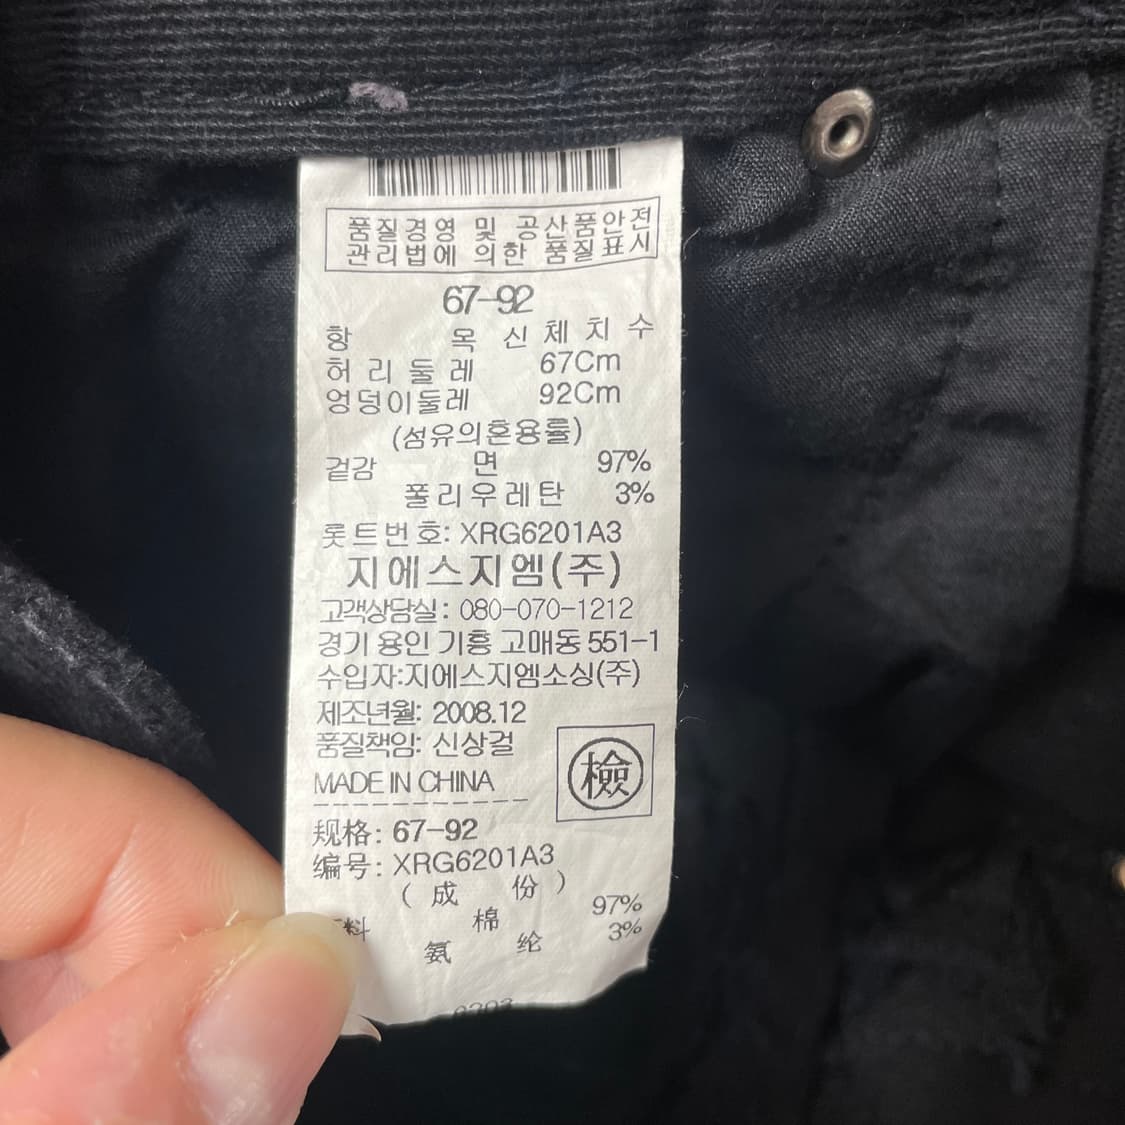 품질경영 및 공산품안전
관리법에 의한 품질표시
67-92
항 목 신체치수
허리둘레 67Cm
엉덩이둘레 92Cm
(섬유의혼용률)
겉감 면 97%
폴리우레탄 3%
롯트번호: XRG6201A3
지에스지엠(주)
고객상담실: 080-070-1212
경기 용인 기흥 고매동 551-1
수입자:지에스지엠소싱(주)
제조년월: 2008.12
품질책임: 신상걸
檢
MADE IN CHINA
规格: 67-92
编号: XRG6201A3
(成 份)
料 棉 97%
氨 纶 3%